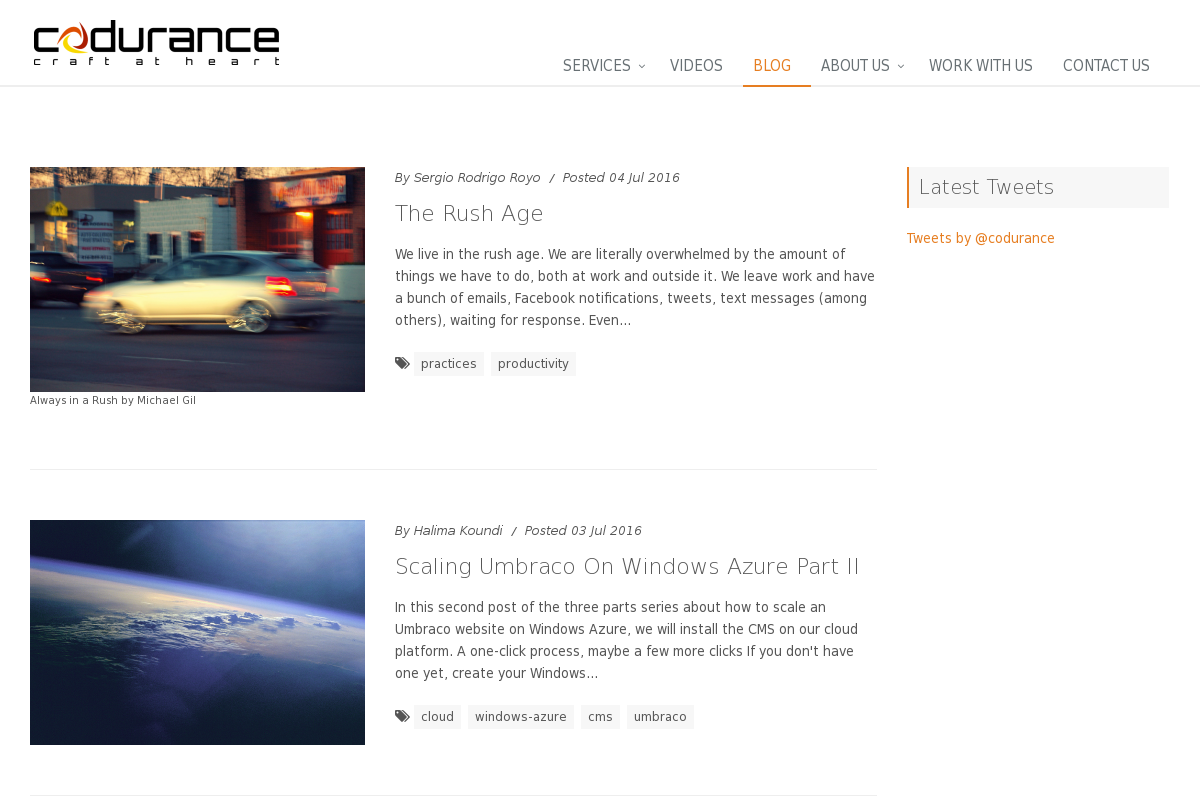 codurance
craft at heart
SERVICES
VIDEOS
BLOG
ABOUT US
WORK WITH US
CONTACT US
By Sergio Rodrigo Royo / Posted 04 Jul 2016
The Rush Age
We live in the rush age. We are literally overwhelmed by the amount of
things we have to do, both at work and outside it. We leave work and have
a bunch of emails, Facebook notifications, tweets, text messages (among
others), waiting for response. Even...
practices productivity
Always in a Rush by Michael Gil
By Halima Koundi / Posted 03 Jul 2016
Scaling Umbraco On Windows Azure Part II
In this second post of the three parts series about how to scale an
Umbraco website on Windows Azure, we will install the CMS on our cloud
platform. A one-click process, maybe a few more clicks If you don't have
one yet, create your Windows...
cloud windows-azure cms umbraco
Latest Tweets
Tweets by @codurance